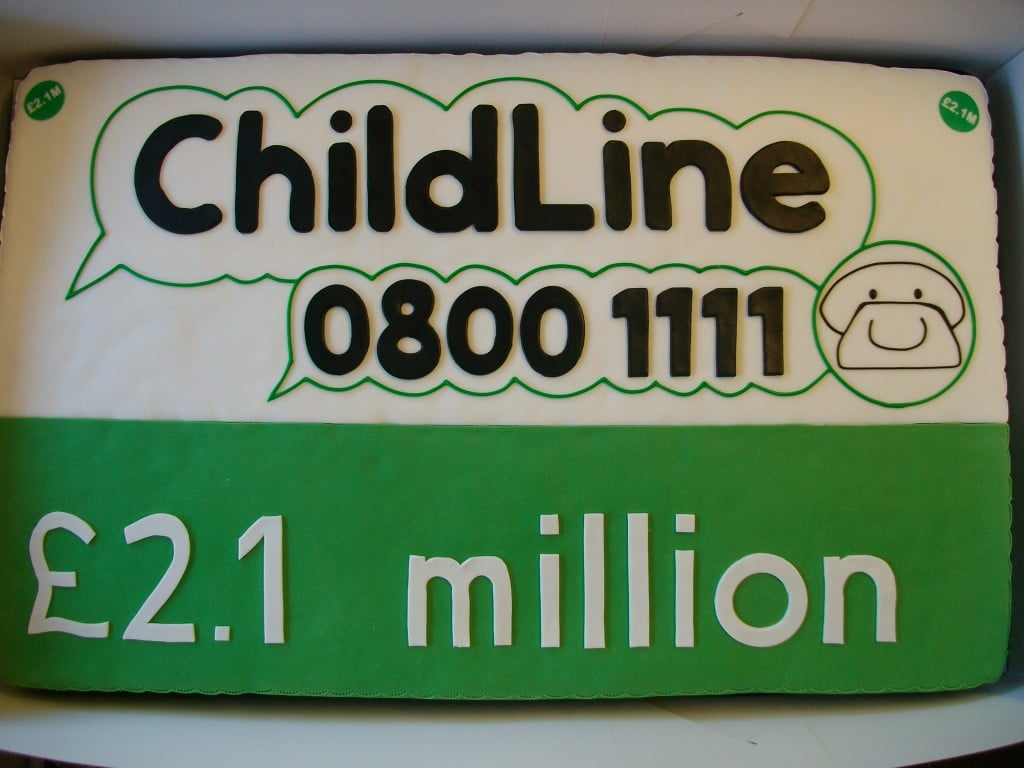 £2.1M
£2.1M
ChildLine
0800 1111
£2.1 million